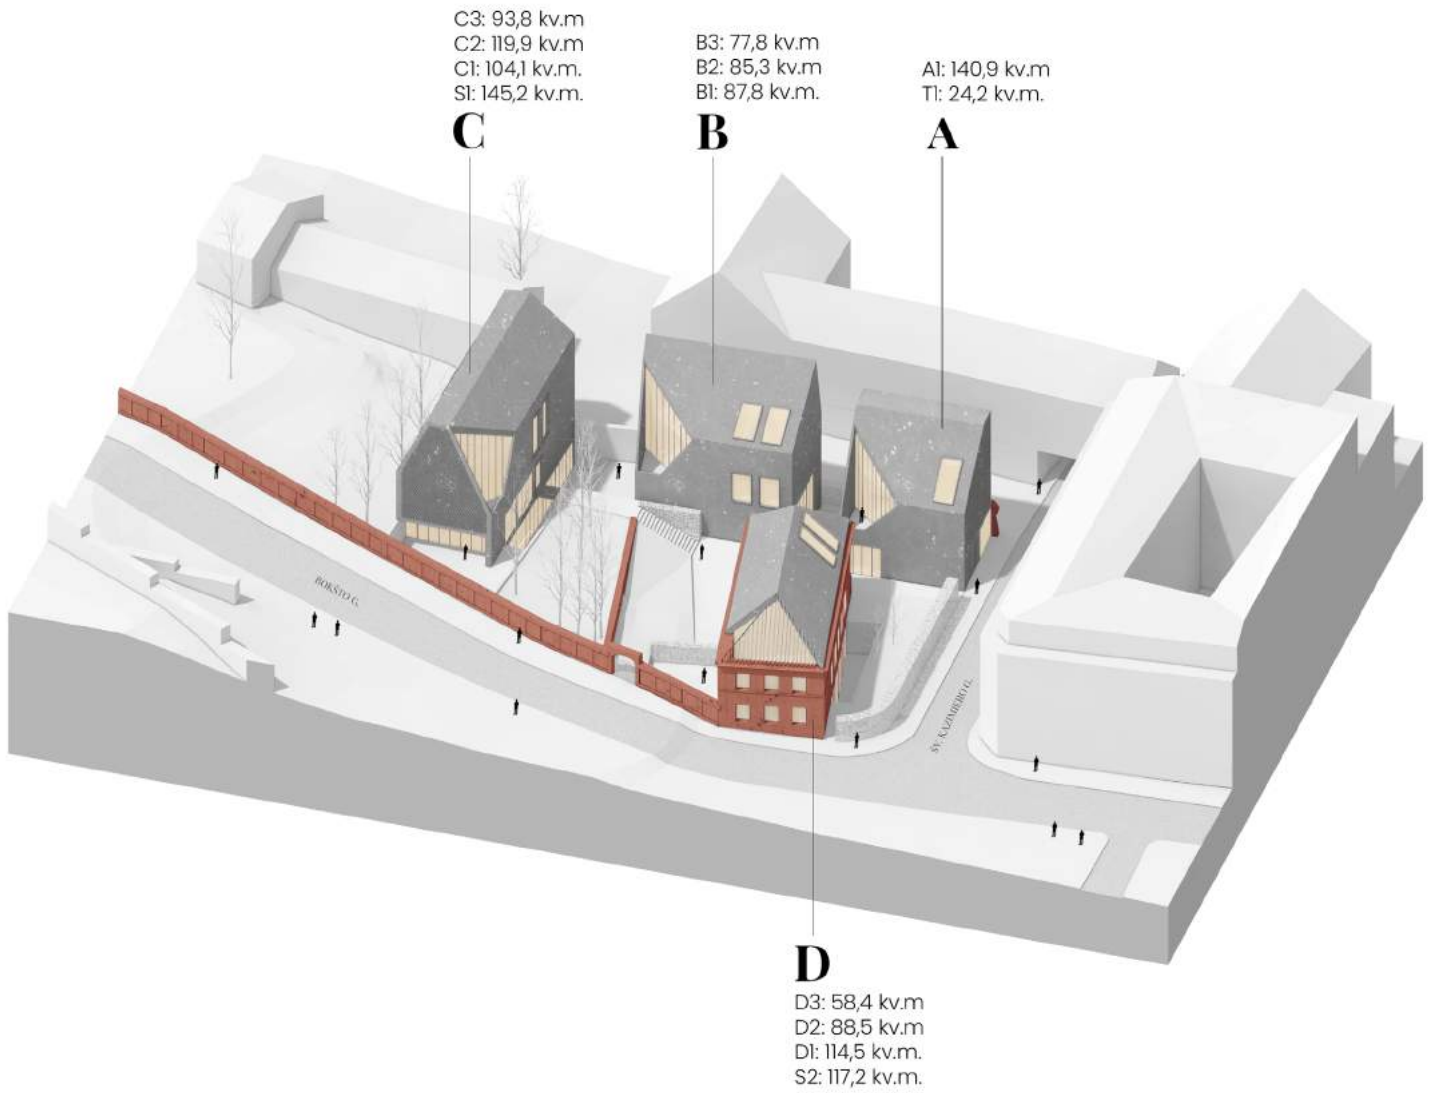 C3: 93,8 kv.m
C2: 119,9 kv.m
C1: 104,1 kv.m.
S1: 145,2 kv.m.
C
B3: 77,8 kv.m
B2: 85,3 kv.m
B1: 87,8 kv.m.
B
A1: 140,9 kv.m
T1: 24,2 kv.m.
A
BOKŠTO G.
ŠV. KAZIMIERO G.
D
D3: 58,4 kv.m
D2: 88,5 kv.m
D1: 114,5 kv.m.
S2: 117,2 kv.m.